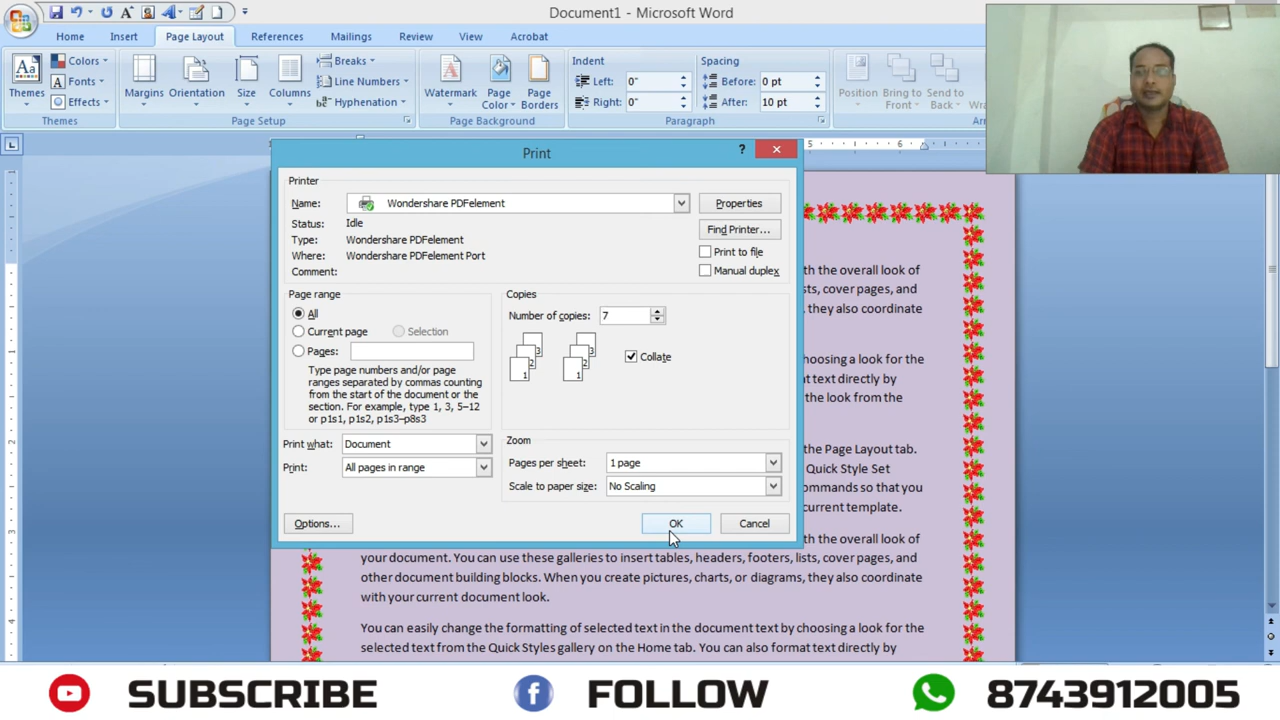 Document1 - Microsoft Word
Home Insert Page Layout References Mailings Review View Acrobat
Themes
Colors
Fonts
Effects
Themes
Margins
Orientation
Size
Columns
Breaks
Line Numbers
Hyphenation
Page Setup
Watermark
Page Color
Page Borders
Page Background
Indent
Left: 0"
Right: 0"
Spacing
Before: 0 pt
After: 10 pt
Paragraph
Position
Bring to Front
Send to Back
Print
?
Printer
Name: Wondershare PDFelement
Properties
Status: Idle
Find Printer...
Type: Wondershare PDFelement
Where: Wondershare PDFelement Port
Comment:
Print to file
Manual duplex
Page range
All
Current page Selection
Pages:
Type page numbers and/or page
ranges separated by commas counting
from the start of the document or the
section. For example, type 1, 3, 5–12
or p1s1, p1s2, p1s3–p8s3
Copies
Number of copies: 7
Collate
Print what: Document
Print: All pages in range
Zoom
Pages per sheet: 1 page
Scale to paper size: No Scaling
Options... OK Cancel
th the overall look of
sts, cover pages, and
, they also coordinate
hoosing a look for the
at text directly by
the look from the
the Page Layout tab.
Quick Style Set
ommands so that you
current template.
th the overall look of
your document. You can use these galleries to insert tables, headers, footers, lists, cover pages, and
other document building blocks. When you create pictures, charts, or diagrams, they also coordinate
with your current document look.
You can easily change the formatting of selected text in the document text by choosing a look for the
selected text from the Quick Styles gallery on the Home tab. You can also format text directly by
SUBSCRIBE FOLLOW 8743912005